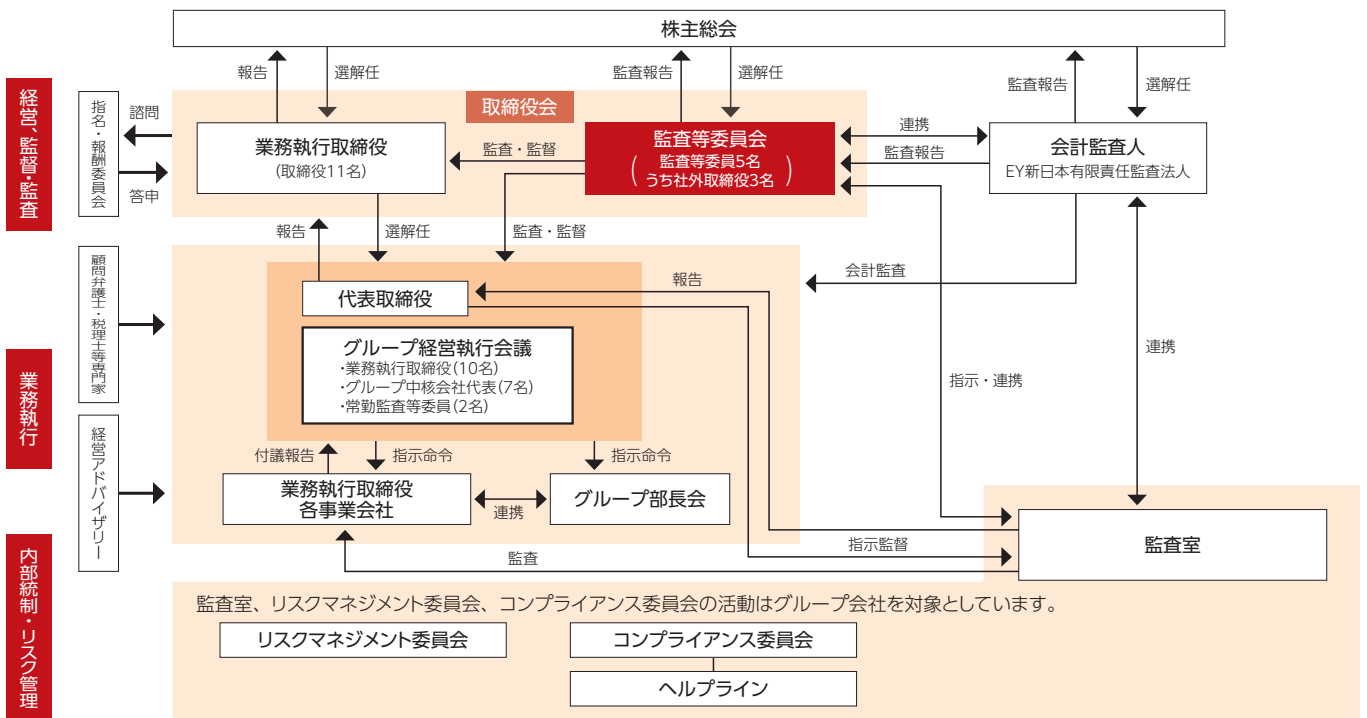 株主総会
報告
選解任
監査報告
選解任
監査報告
選解任
経営、監督・監査
指名・報酬委員会
諮問
答申
取締役会
業務執行取締役
(取締役11名)
監査・監督
監査等委員会
(監査等委員5名
うち社外取締役3名)
連携
監査報告
会計監査人
EY新日本有限責任監査法人
報告
選解任
監査・監督
会計監査
業務執行
顧問弁護士・税理士等専門家
経営アドバイザリー
代表取締役
報告
グループ経営執行会議
・業務執行取締役(10名)
・グループ中核会社代表(7名)
・常勤監査等委員(2名)
指示・連携
連携
付議報告
指示命令
指示命令
業務執行取締役
各事業会社
連携
グループ部長会
監査
指示監督
監査室
内部統制・リスク管理
監査室、リスクマネジメント委員会、コンプライアンス委員会の活動はグループ会社を対象としています。
リスクマネジメント委員会
コンプライアンス委員会
ヘルプライン